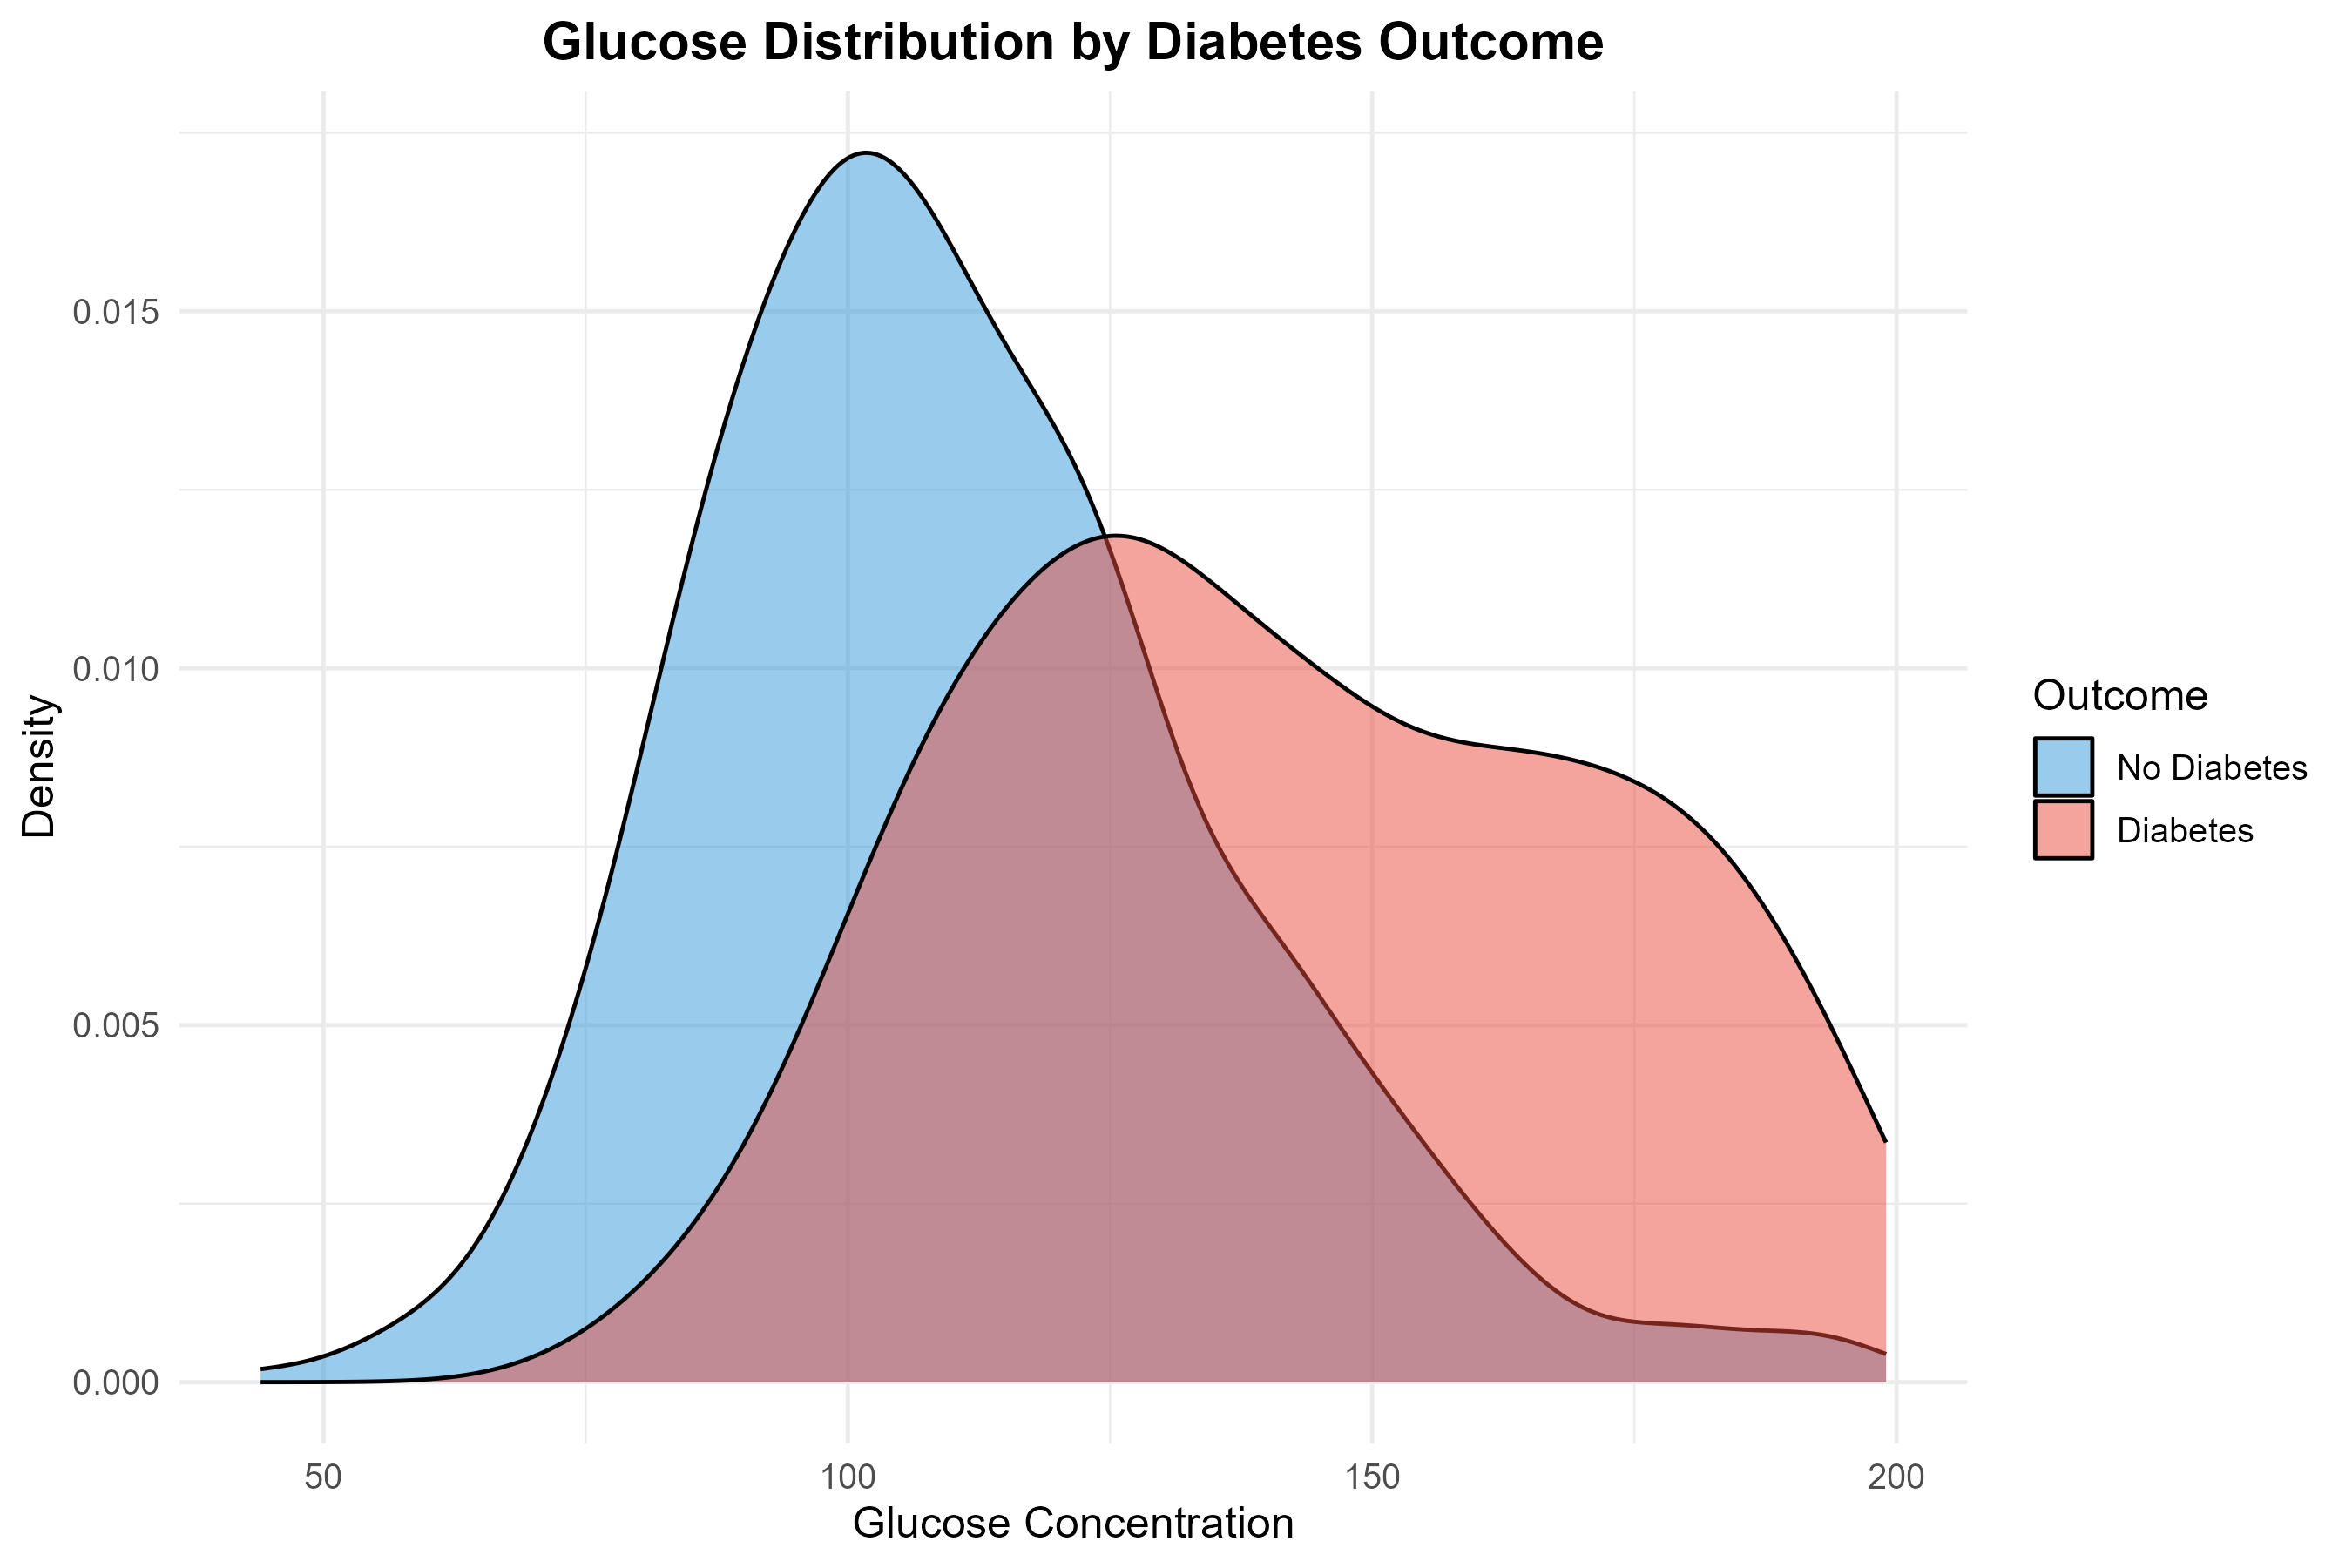 Glucose Distribution by Diabetes Outcome
0.015
0.010
0.005
0.000
Density
50 100 150 200
Glucose Concentration
Outcome
No Diabetes
Diabetes